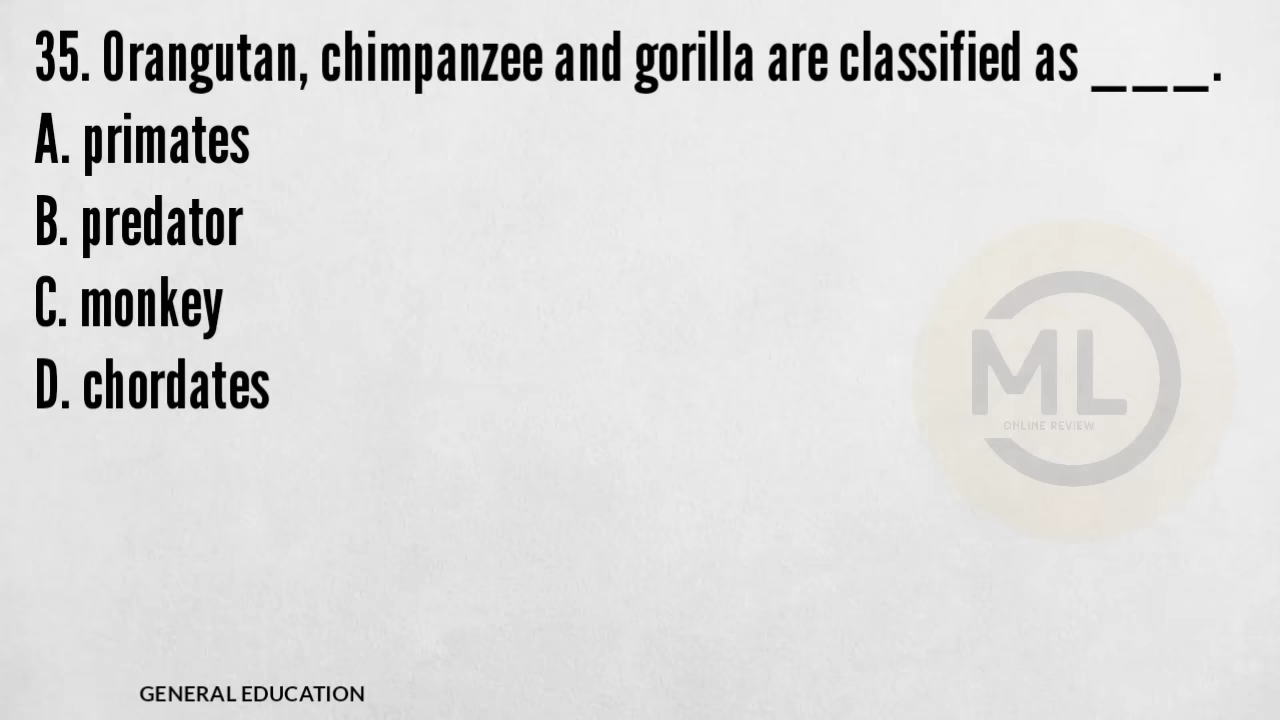 35. Orangutan, chimpanzee and gorilla are classified as ___.
A. primates
B. predator
C. monkey
D. chordates
ML
ONLINE REVIEW
GENERAL EDUCATION